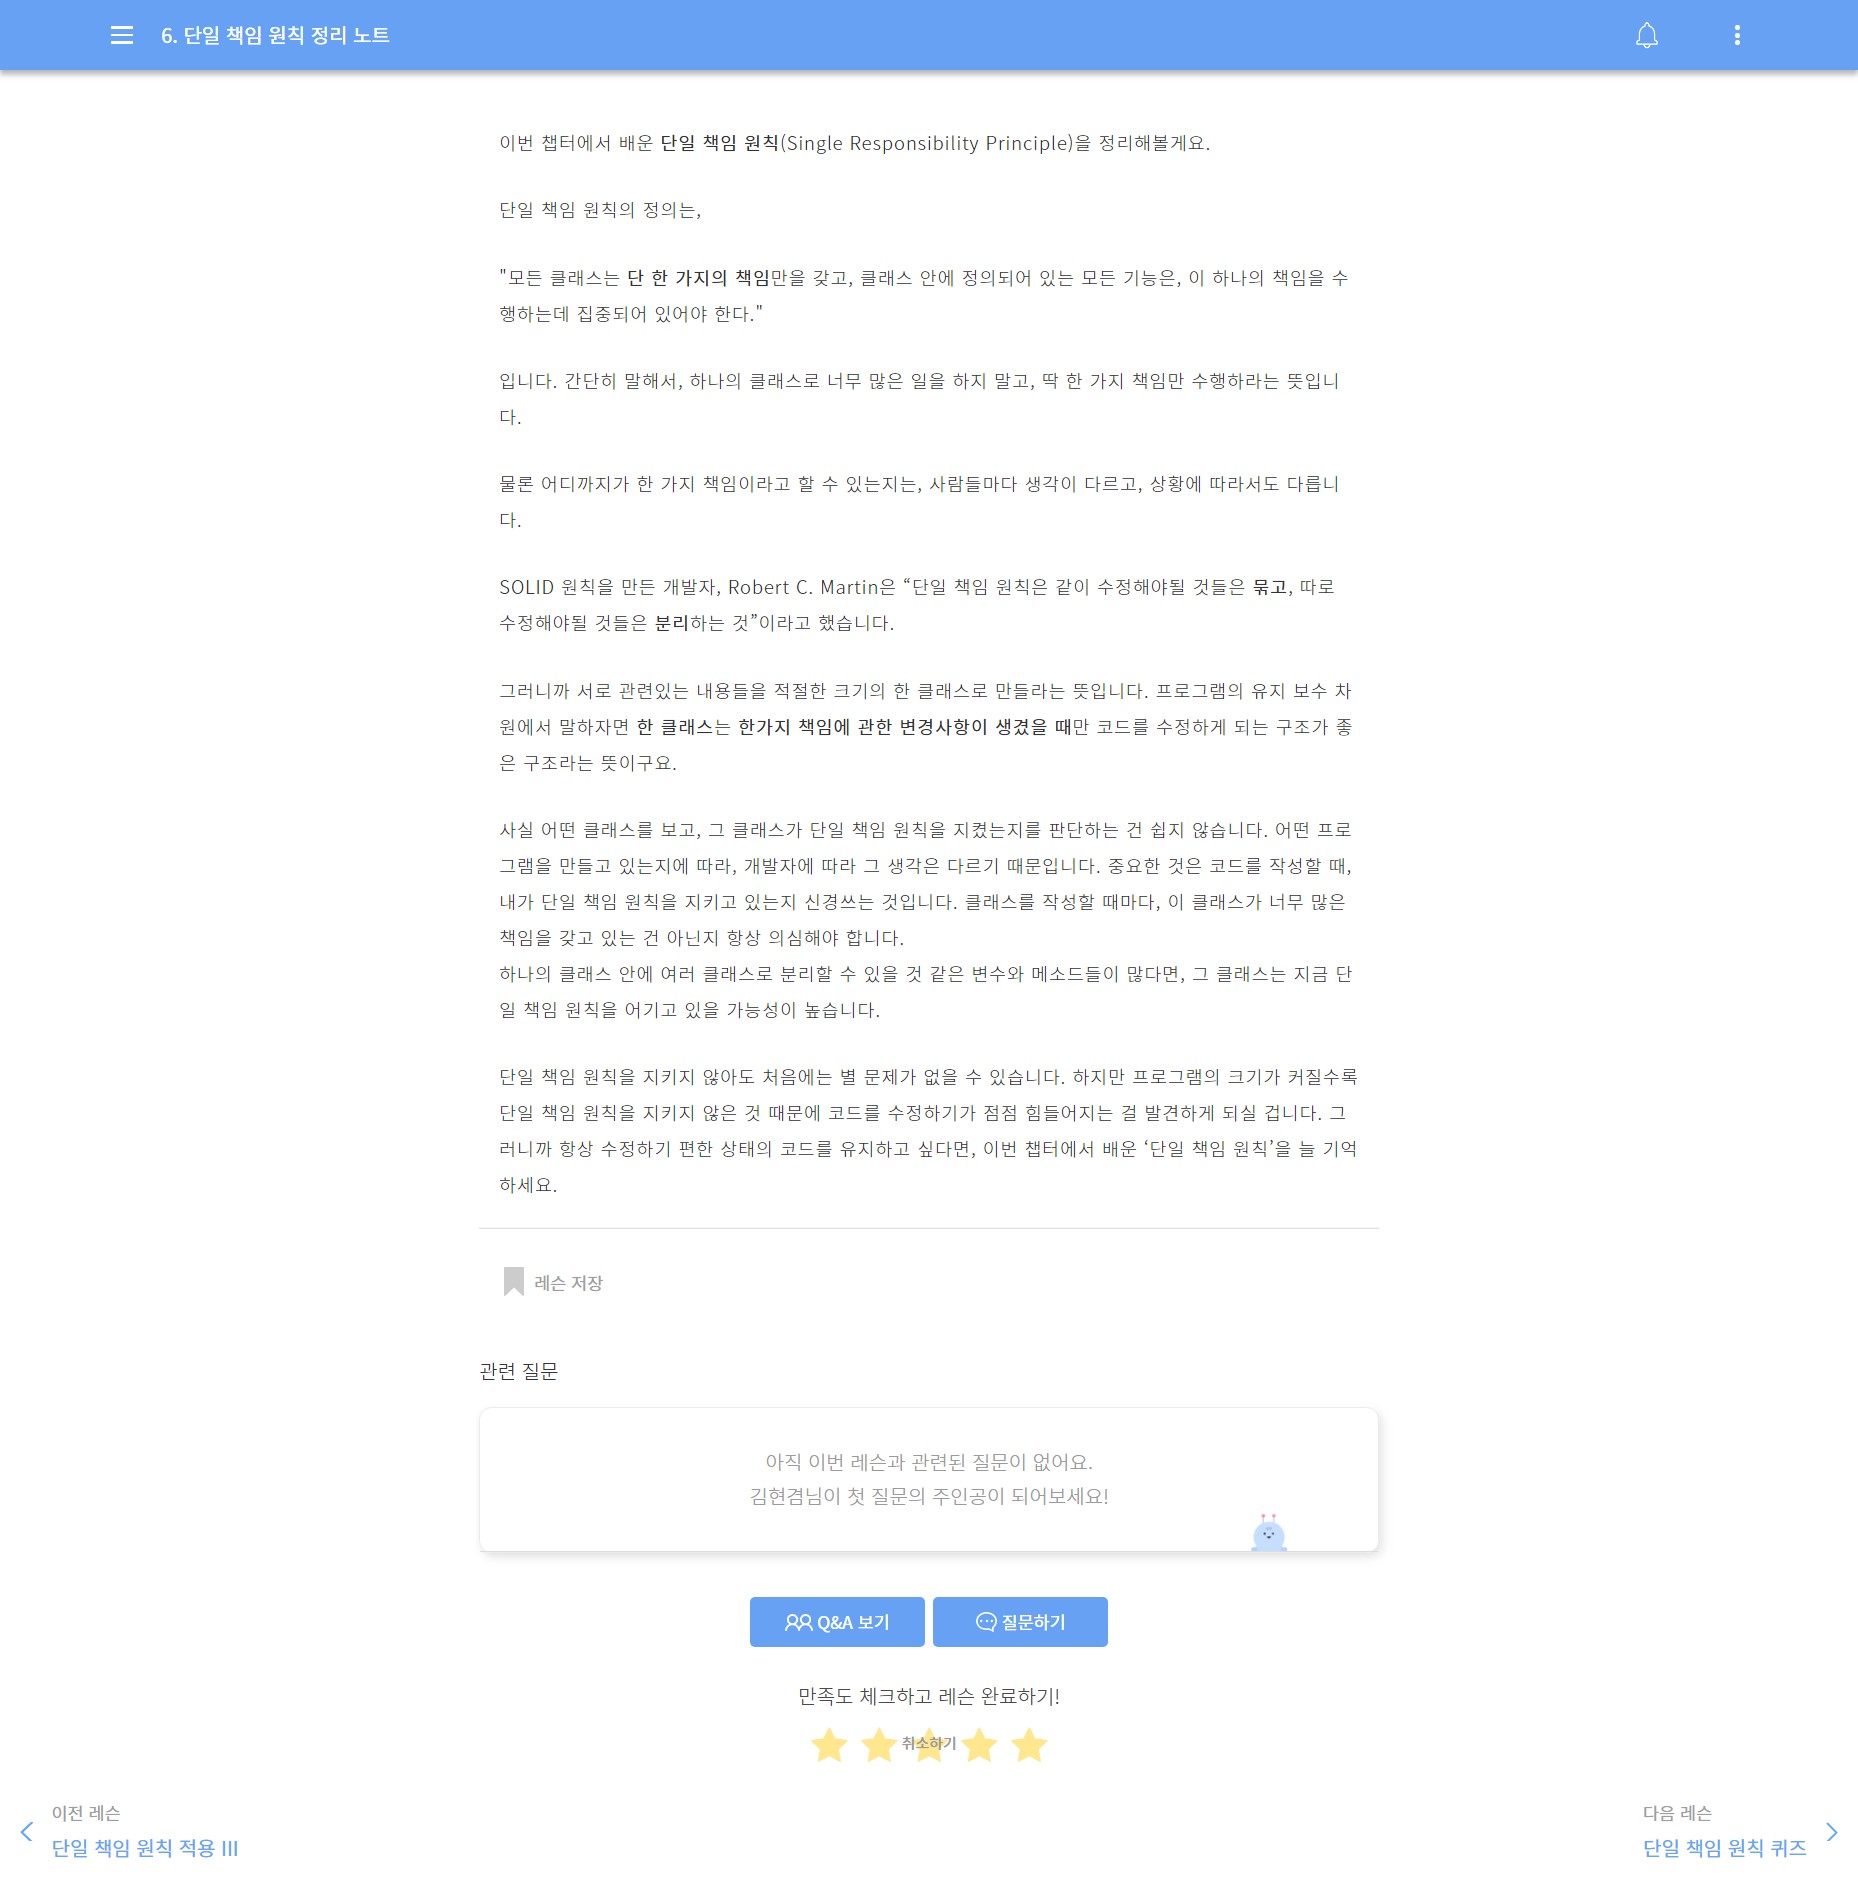 6. 단일 책임 원칙 정리 노트
이번 챕터에서 배운 단일 책임 원칙(Single Responsibility Principle)을 정리해볼게요.
단일 책임 원칙의 정의는,
"모든 클래스는 단 한 가지의 책임만을 갖고, 클래스 안에 정의되어 있는 모든 기능은, 이 하나의 책임을 수
행하는데 집중되어 있어야 한다."
입니다. 간단히 말해서, 하나의 클래스로 너무 많은 일을 하지 말고, 딱 한 가지 책임만 수행하라는 뜻입니
다.
물론 어디까지가 한 가지 책임이라고 할 수 있는지는, 사람들마다 생각이 다르고, 상황에 따라서도 다릅니
다.
SOLID 원칙을 만든 개발자, Robert C. Martin은 “단일 책임 원칙은 같이 수정해야될 것들은 묶고, 따로
수정해야될 것들은 분리하는 것”이라고 했습니다.
그러니까 서로 관련있는 내용들을 적절한 크기의 한 클래스로 만들라는 뜻입니다. 프로그램의 유지 보수 차
원에서 말하자면 한 클래스는 한가지 책임에 관한 변경사항이 생겼을 때만 코드를 수정하게 되는 구조가 좋
은 구조라는 뜻이구요.
사실 어떤 클래스를 보고, 그 클래스가 단일 책임 원칙을 지켰는지를 판단하는 건 쉽지 않습니다. 어떤 프로
그램을 만들고 있는지에 따라, 개발자에 따라 그 생각은 다르기 때문입니다. 중요한 것은 코드를 작성할 때,
내가 단일 책임 원칙을 지키고 있는지 신경쓰는 것입니다. 클래스를 작성할 때마다, 이 클래스가 너무 많은
책임을 갖고 있는 건 아닌지 항상 의심해야 합니다.
하나의 클래스 안에 여러 클래스로 분리할 수 있을 것 같은 변수와 메소드들이 많다면, 그 클래스는 지금 단
일 책임 원칙을 어기고 있을 가능성이 높습니다.
단일 책임 원칙을 지키지 않아도 처음에는 별 문제가 없을 수 있습니다. 하지만 프로그램의 크기가 커질수록
단일 책임 원칙을 지키지 않은 것 때문에 코드를 수정하기가 점점 힘들어지는 걸 발견하게 되실 겁니다. 그
러니까 항상 수정하기 편한 상태의 코드를 유지하고 싶다면, 이번 챕터에서 배운 ‘단일 책임 원칙’을 늘 기억
하세요.
레슨 저장
관련 질문
아직 이번 레슨과 관련된 질문이 없어요.
김현겸님이 첫 질문의 주인공이 되어보세요!
Q&A 보기
질문하기
만족도 체크하고 레슨 완료하기!
취소하기
이전 레슨
단일 책임 원칙 적용 III
다음 레슨
단일 책임 원칙 퀴즈